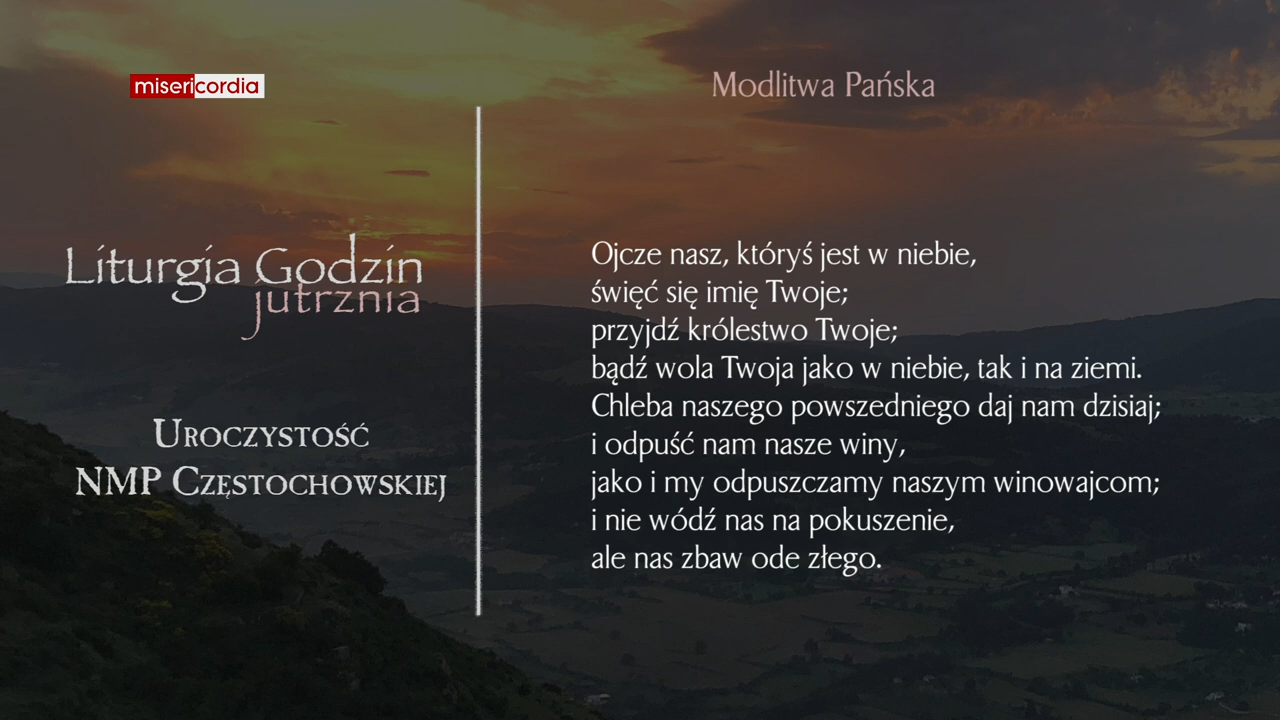 misericordia
Liturgia Godzin
jutrznia
Uroczystość
NMP Częstochowskiej
Modlitwa Pańska
Ojcze nasz, któryś jest w niebie,
święć się imię Twoje;
przyjdź królestwo Twoje;
bądź wola Twoja jako w niebie, tak i na ziemi.
Chleba naszego powszedniego daj nam dzisiaj;
i odpuść nam nasze winy,
jako i my odpuszczamy naszym winowajcom;
i nie wódź nas na pokuszenie,
ale nas zbaw ode złego.